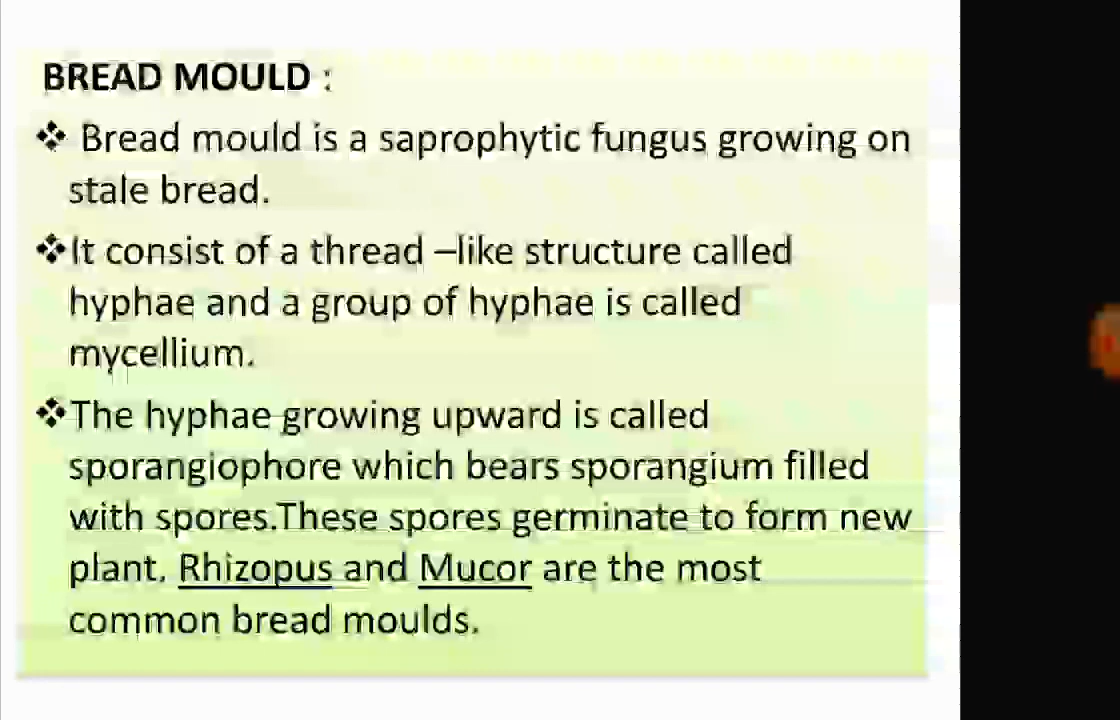 BREAD MOULD :
❖ Bread mould is a saprophytic fungus growing on
stale bread.
❖It consist of a thread –like structure called
hyphae and a group of hyphae is called
mycellium.
❖The hyphae growing upward is called
sporangiophore which bears sporangium filled
with spores.These spores germinate to form new
plant. Rhizopus and Mucor are the most
common bread moulds.